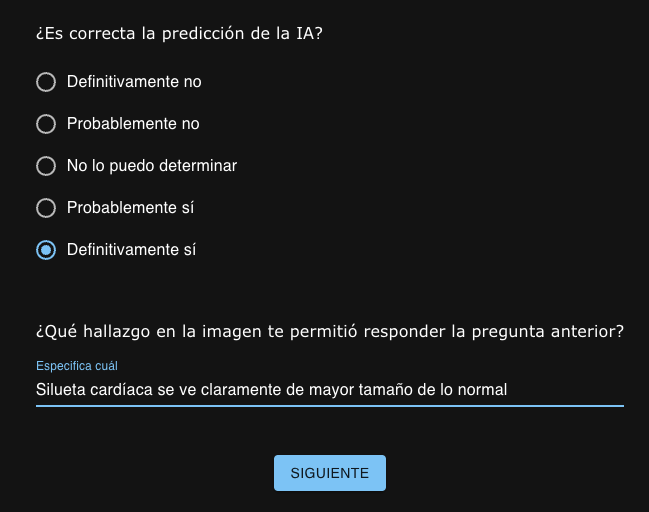 ¿Es correcta la predicción de la IA?
Definitivamente no
Probablemente no
No lo puedo determinar
Probablemente sí
Definitivamente sí
¿Qué hallazgo en la imagen te permitió responder la pregunta anterior?
Especifica cuál
Silueta cardíaca se ve claramente de mayor tamaño de lo normal
SIGUIENTE